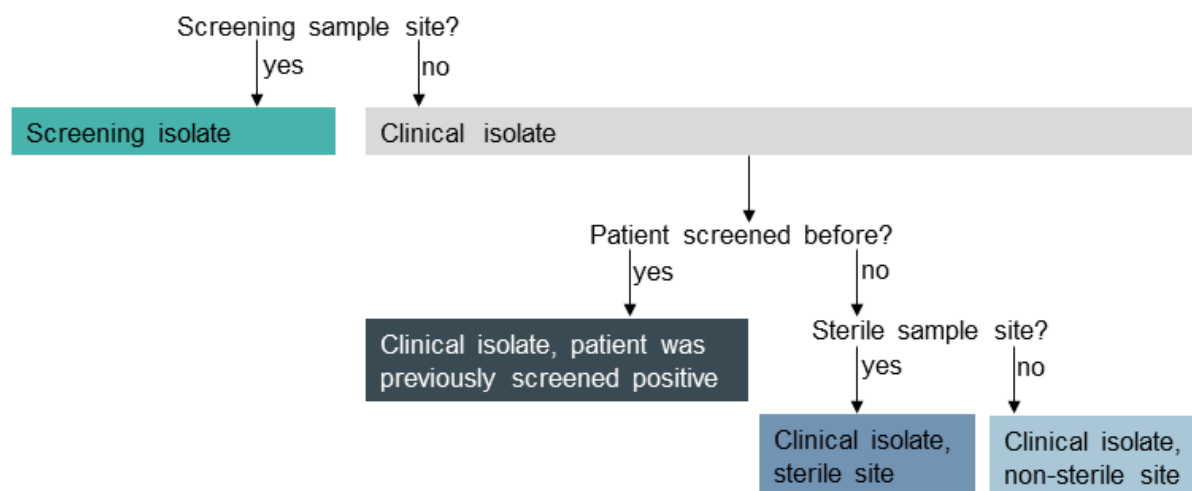 Screening sample site?
yes
no
Screening isolate
Clinical isolate
Patient screened before?
yes
no
Clinical isolate, patient was
previously screened positive
Sterile sample site?
yes
no
Clinical isolate,
sterile site
Clinical isolate,
non-sterile site